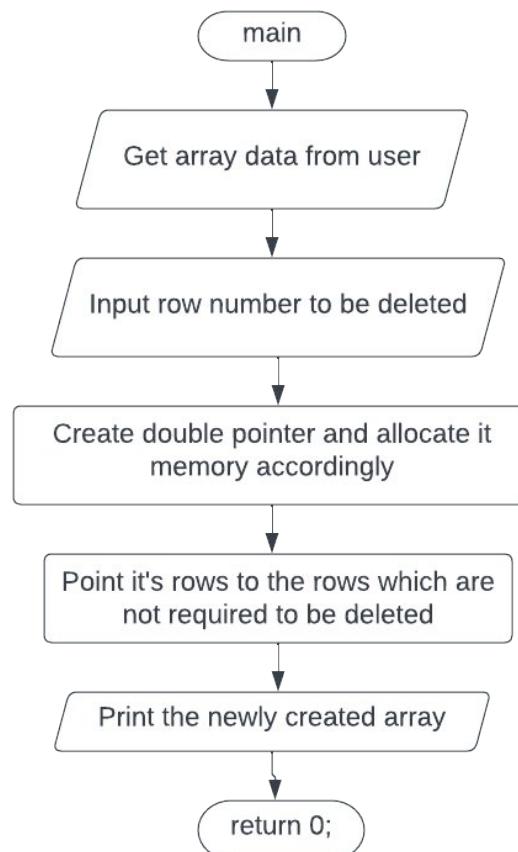 main
Get array data from user
Input row number to be deleted
Create double pointer and allocate it
memory accordingly
Point it's rows to the rows which are
not required to be deleted
Print the newly created array
return 0;